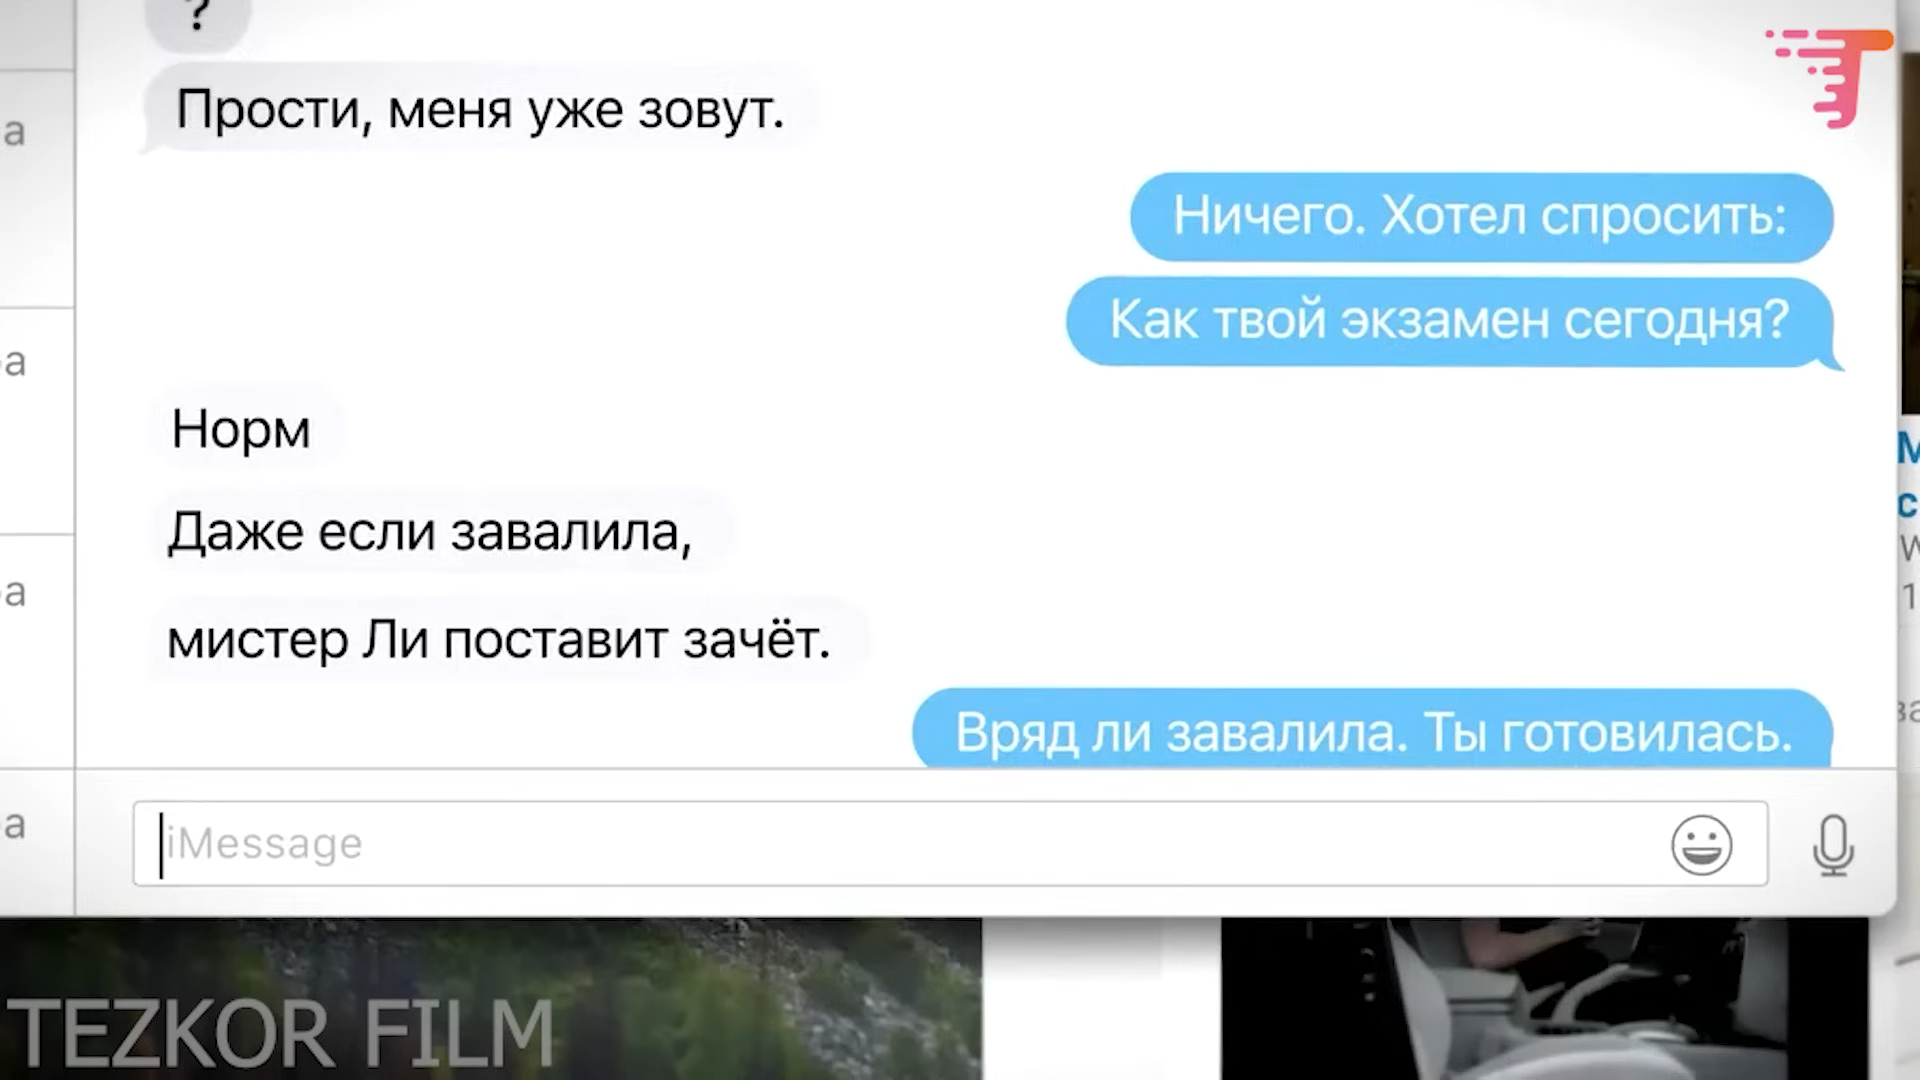 ?
Прости, меня уже зовут.
Ничего. Хотел спросить:
Как твой экзамен сегодня?
Норм
Даже если завалила,
мистер Ли поставит зачёт.
Вряд ли завалила. Ты готовилась.
iMessage
TEZKOR FILM